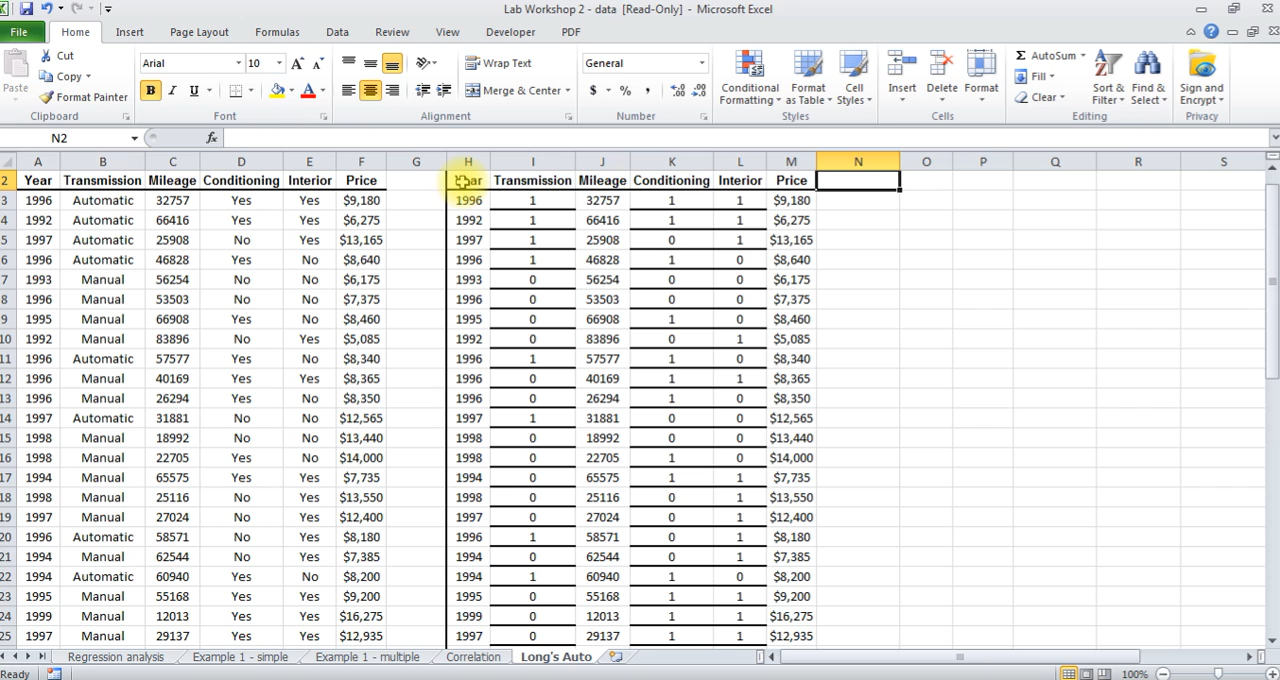 Lab Workshop 2 - data [Read-Only] - Microsoft Excel
File Home Insert Page Layout Formulas Data Review View Developer PDF
Cut Arial 10 Wrap Text General AutoSum
Copy Fill
Paste Format Painter B I U Merge & Center $ % , Conditional Formatting Format as Table Cell Styles Insert Delete Format Clear Sort & Filter Find & Select Sign and Encrypt
Clipboard Font Alignment Number Styles Cells Editing Privacy
N2 fx
A B C D E F G H I J K L M N O P Q R S
2 Year Transmission Mileage Conditioning Interior Price Year Transmission Mileage Conditioning Interior Price
3 1996 Automatic 32757 Yes Yes $9,180 1996 1 32757 1 1 $9,180
4 1992 Automatic 66416 Yes Yes $6,275 1992 1 66416 1 1 $6,275
5 1997 Automatic 25908 No Yes $13,165 1997 1 25908 0 1 $13,165
6 1996 Automatic 46828 Yes No $8,640 1996 1 46828 1 0 $8,640
7 1993 Manual 56254 No No $6,175 1993 0 56254 0 0 $6,175
8 1996 Manual 53503 Yes No $7,375 1996 0 53503 0 0 $7,375
9 1995 Manual 66908 Yes No $8,460 1995 0 66908 1 0 $8,460
10 1992 Manual 83896 No Yes $5,085 1992 0 83896 0 1 $5,085
11 1996 Automatic 57577 Yes No $8,340 1996 1 57577 1 0 $8,340
12 1996 Manual 40169 Yes Yes $8,365 1996 0 40169 1 1 $8,365
13 1996 Manual 26294 Yes No $8,350 1996 0 26294 1 0 $8,350
14 1997 Automatic 31881 No No $12,565 1997 1 31881 0 0 $12,565
15 1998 Manual 18992 No No $13,440 1998 0 18992 0 0 $13,440
16 1998 Manual 22705 Yes No $14,000 1998 0 22705 1 0 $14,000
17 1994 Manual 65575 Yes Yes $7,735 1994 0 65575 1 1 $7,735
18 1998 Manual 25116 No Yes $13,550 1998 0 25116 0 1 $13,550
19 1997 Manual 27024 No Yes $12,400 1997 0 27024 0 1 $12,400
20 1996 Automatic 58571 No Yes $8,180 1996 1 58571 0 1 $8,180
21 1994 Manual 62544 No Yes $7,385 1994 0 62544 0 0 $7,385
22 1994 Automatic 60940 Yes No $8,200 1994 1 60940 1 0 $8,200
23 1995 Manual 55168 Yes Yes $9,200 1995 0 55168 1 1 $9,200
24 1999 Manual 12013 Yes Yes $16,275 1999 0 12013 1 1 $16,275
25 1997 Manual 29137 Yes Yes $12,935 1997 0 29137 1 1 $12,935
Regression analysis Example 1 - simple Example 1 - multiple Correlation Long's Auto
Ready 100%